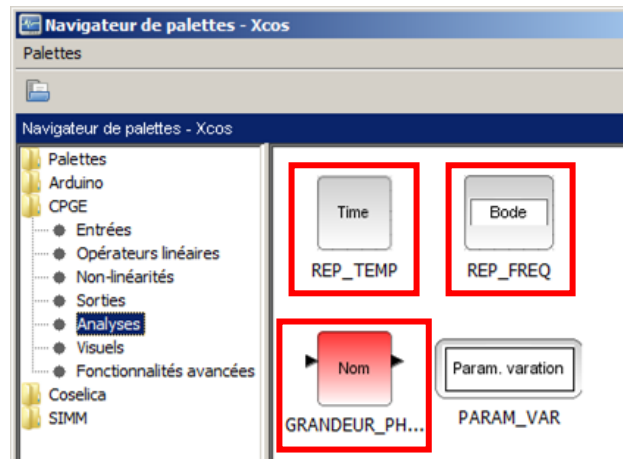 Navigateur de palettes - Xcos
Palettes
Navigateur de palettes - Xcos
Palettes
Arduino
CPGE
Entrées
Opérateurs linéaires
Non-linéarités
Sorties
Analyses
Visuels
Fonctionnalités avancées
Coselica
SIMM
Time
REP_TEMP
Bode
REP_FREQ
Nom
GRANDEUR_PH...
Param. varation
PARAM_VAR